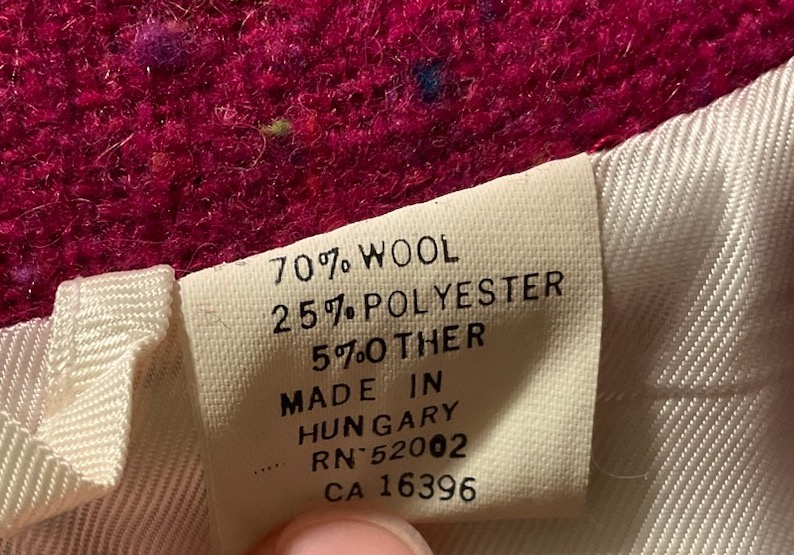 70% WOOL
25% POLYESTER
5% OTHER
MADE IN
HUNGARY
RN 52002
CA 16396